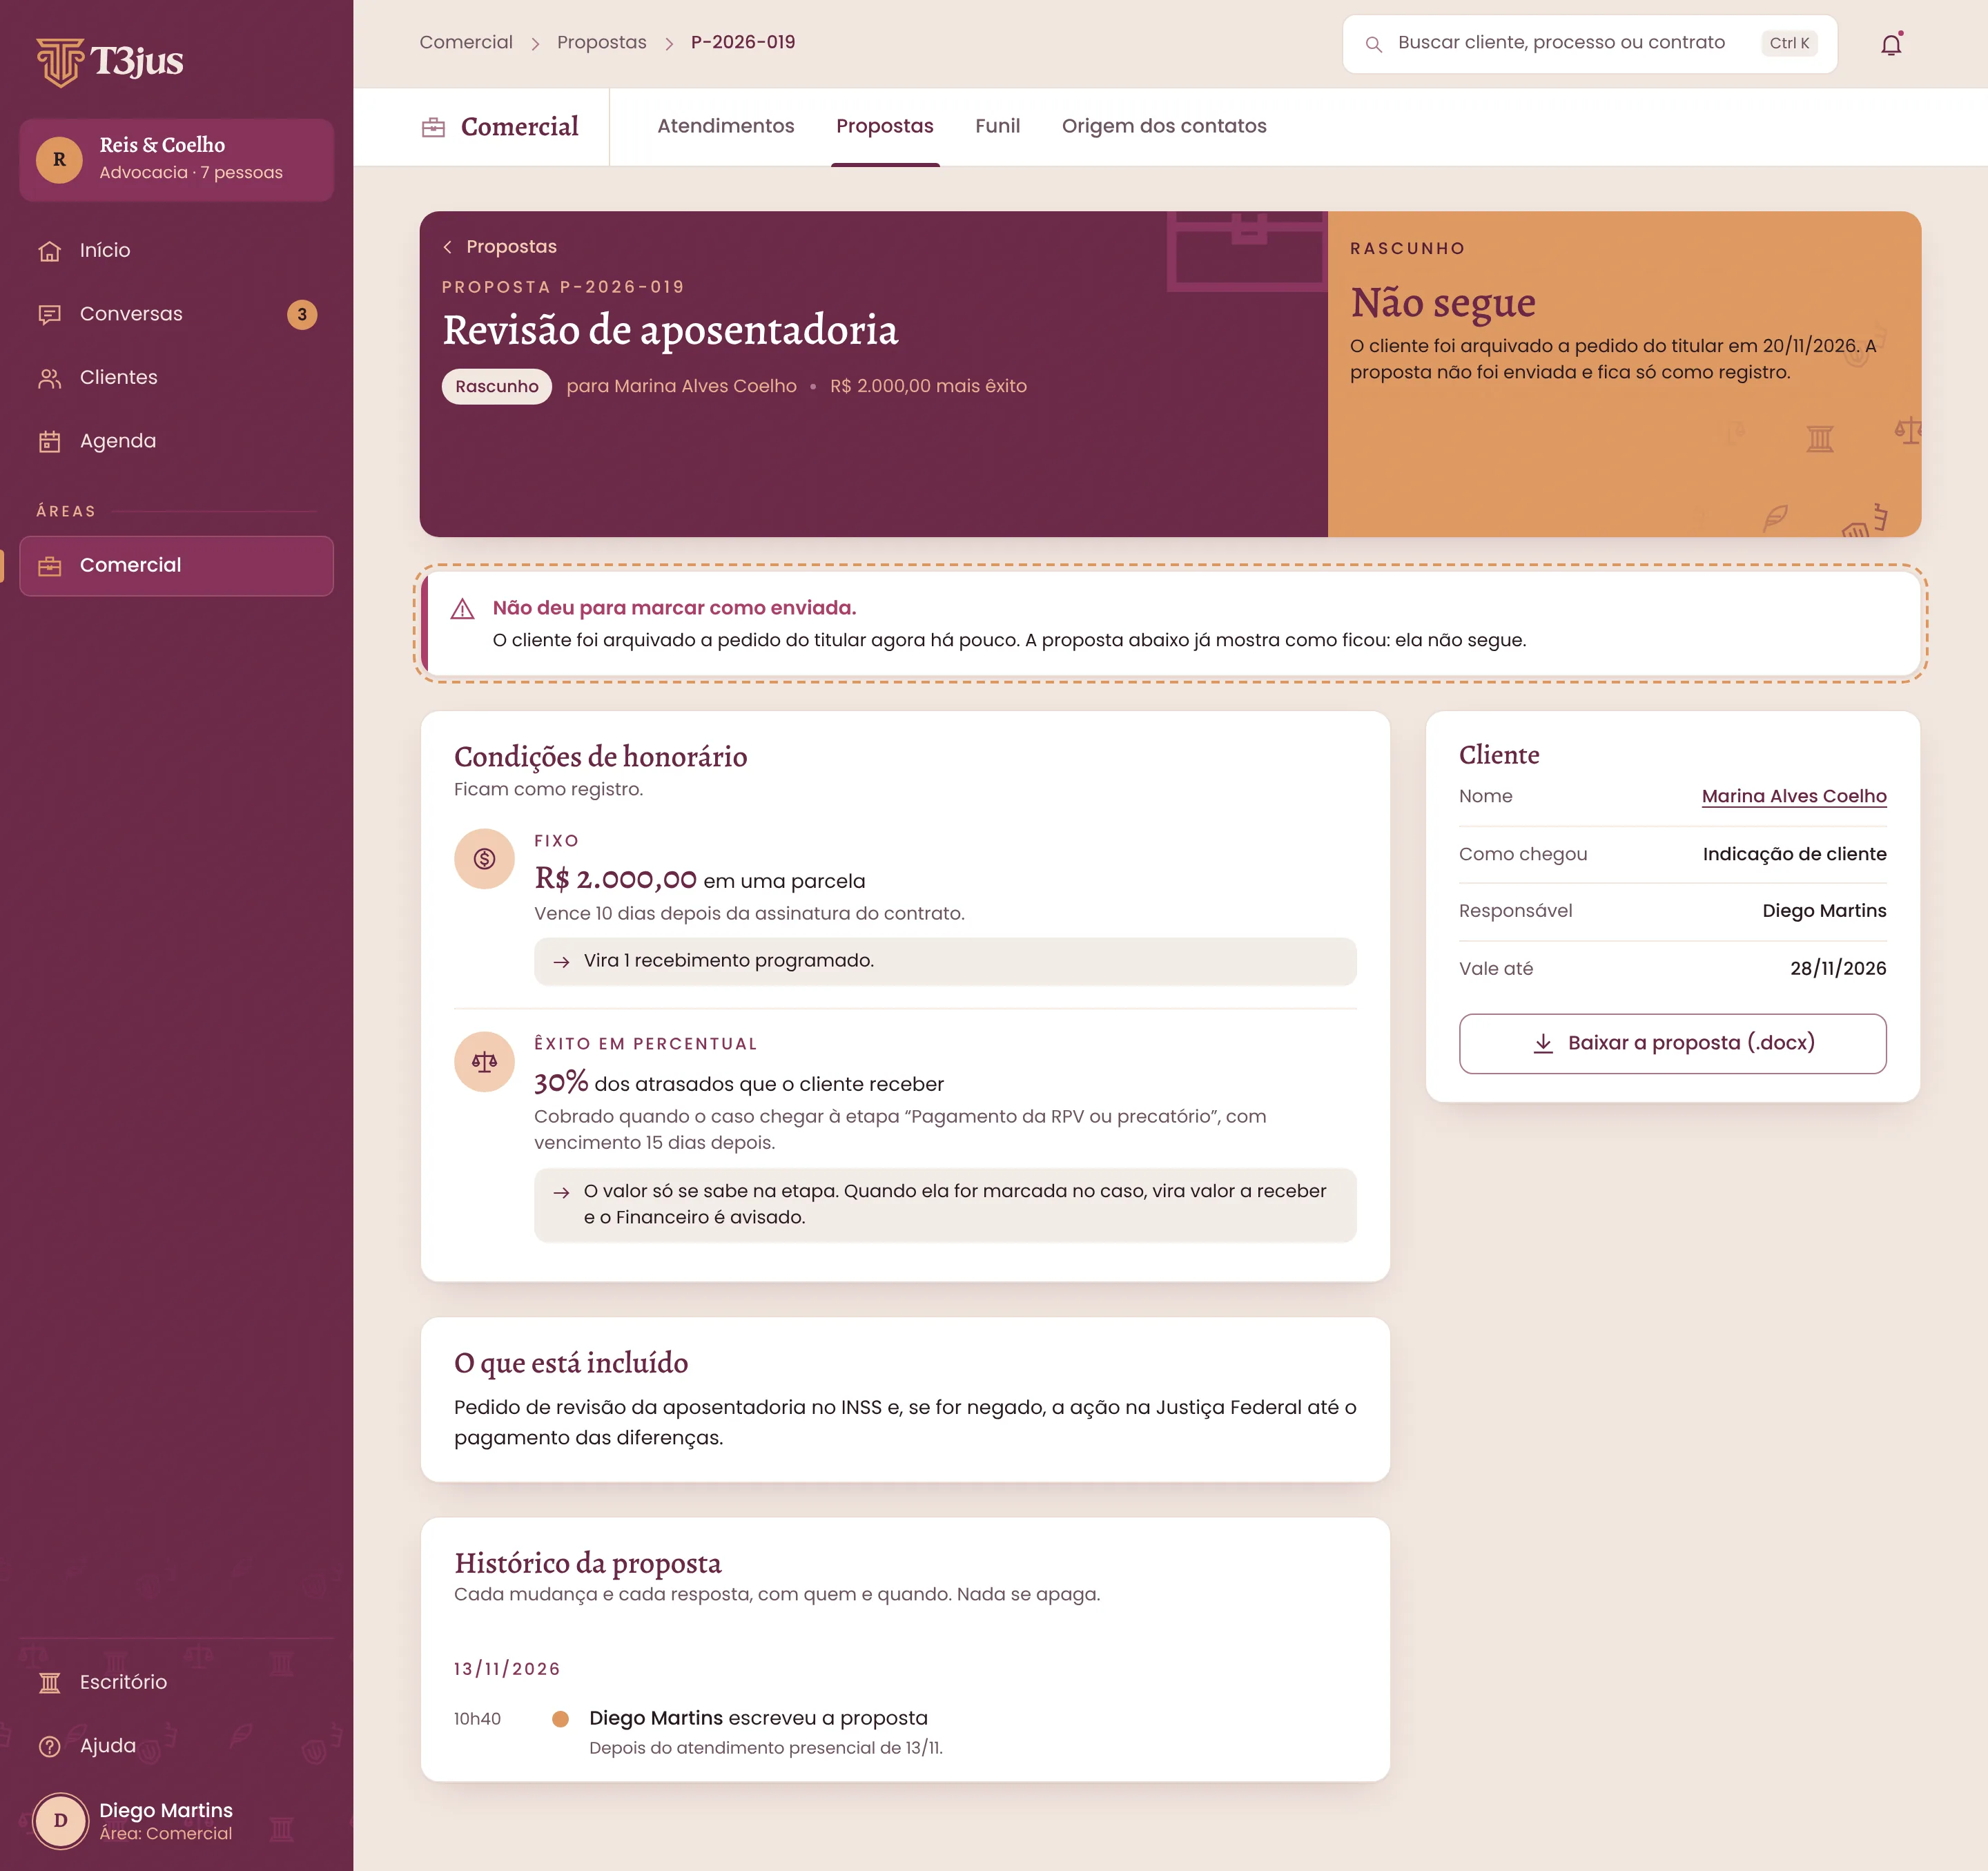 T3jus
R
Reis & Coelho
Advocacia · 7 pessoas
Início
Conversas
3
Clientes
Agenda
ÁREAS
Comercial
Escritório
Ajuda
D
Diego Martins
Área: Comercial
Comercial
Propostas
P-2026-019
Buscar cliente, processo ou contrato
Ctrl K
Comercial
Atendimentos
Propostas
Funil
Origem dos contatos
Propostas
PROPOSTA P-2026-019
Revisão de aposentadoria
Rascunho
para Marina Alves Coelho • R$ 2.000,00 mais êxito
RASCUNHO
Não segue
O cliente foi arquivado a pedido do titular em 20/11/2026. A
proposta não foi enviada e fica só como registro.
Não deu para marcar como enviada.
O cliente foi arquivado a pedido do titular agora há pouco. A proposta abaixo já mostra como ficou: ela não segue.
Condições de honorário
Ficam como registro.
FIXO
R$ 2.000,00 em uma parcela
Vence 10 dias depois da assinatura do contrato.
→ Vira 1 recebimento programado.
ÊXITO EM PERCENTUAL
30% dos atrasados que o cliente receber
Cobrado quando o caso chegar à etapa “Pagamento da RPV ou precatório”, com
vencimento 15 dias depois.
→ O valor só se sabe na etapa. Quando ela for marcada no caso, vira valor a receber
e o Financeiro é avisado.
O que está incluído
Pedido de revisão da aposentadoria no INSS e, se for negado, a ação na Justiça Federal até o
pagamento das diferenças.
Histórico da proposta
Cada mudança e cada resposta, com quem e quando. Nada se apaga.
13/11/2026
10h40
Diego Martins escreveu a proposta
Depois do atendimento presencial de 13/11.
Cliente
Nome
Marina Alves Coelho
Como chegou
Indicação de cliente
Responsável
Diego Martins
Vale até
28/11/2026
Baixar a proposta (.docx)